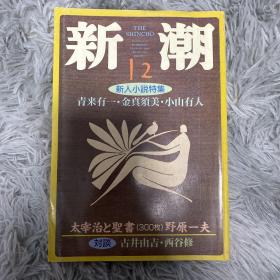 THE
SHINCHO
新潮
12
新人小説特集
青来有一・金真須美・小山有人
太宰治と聖書(300枚)野原一夫
対談 古井由吉・西谷修